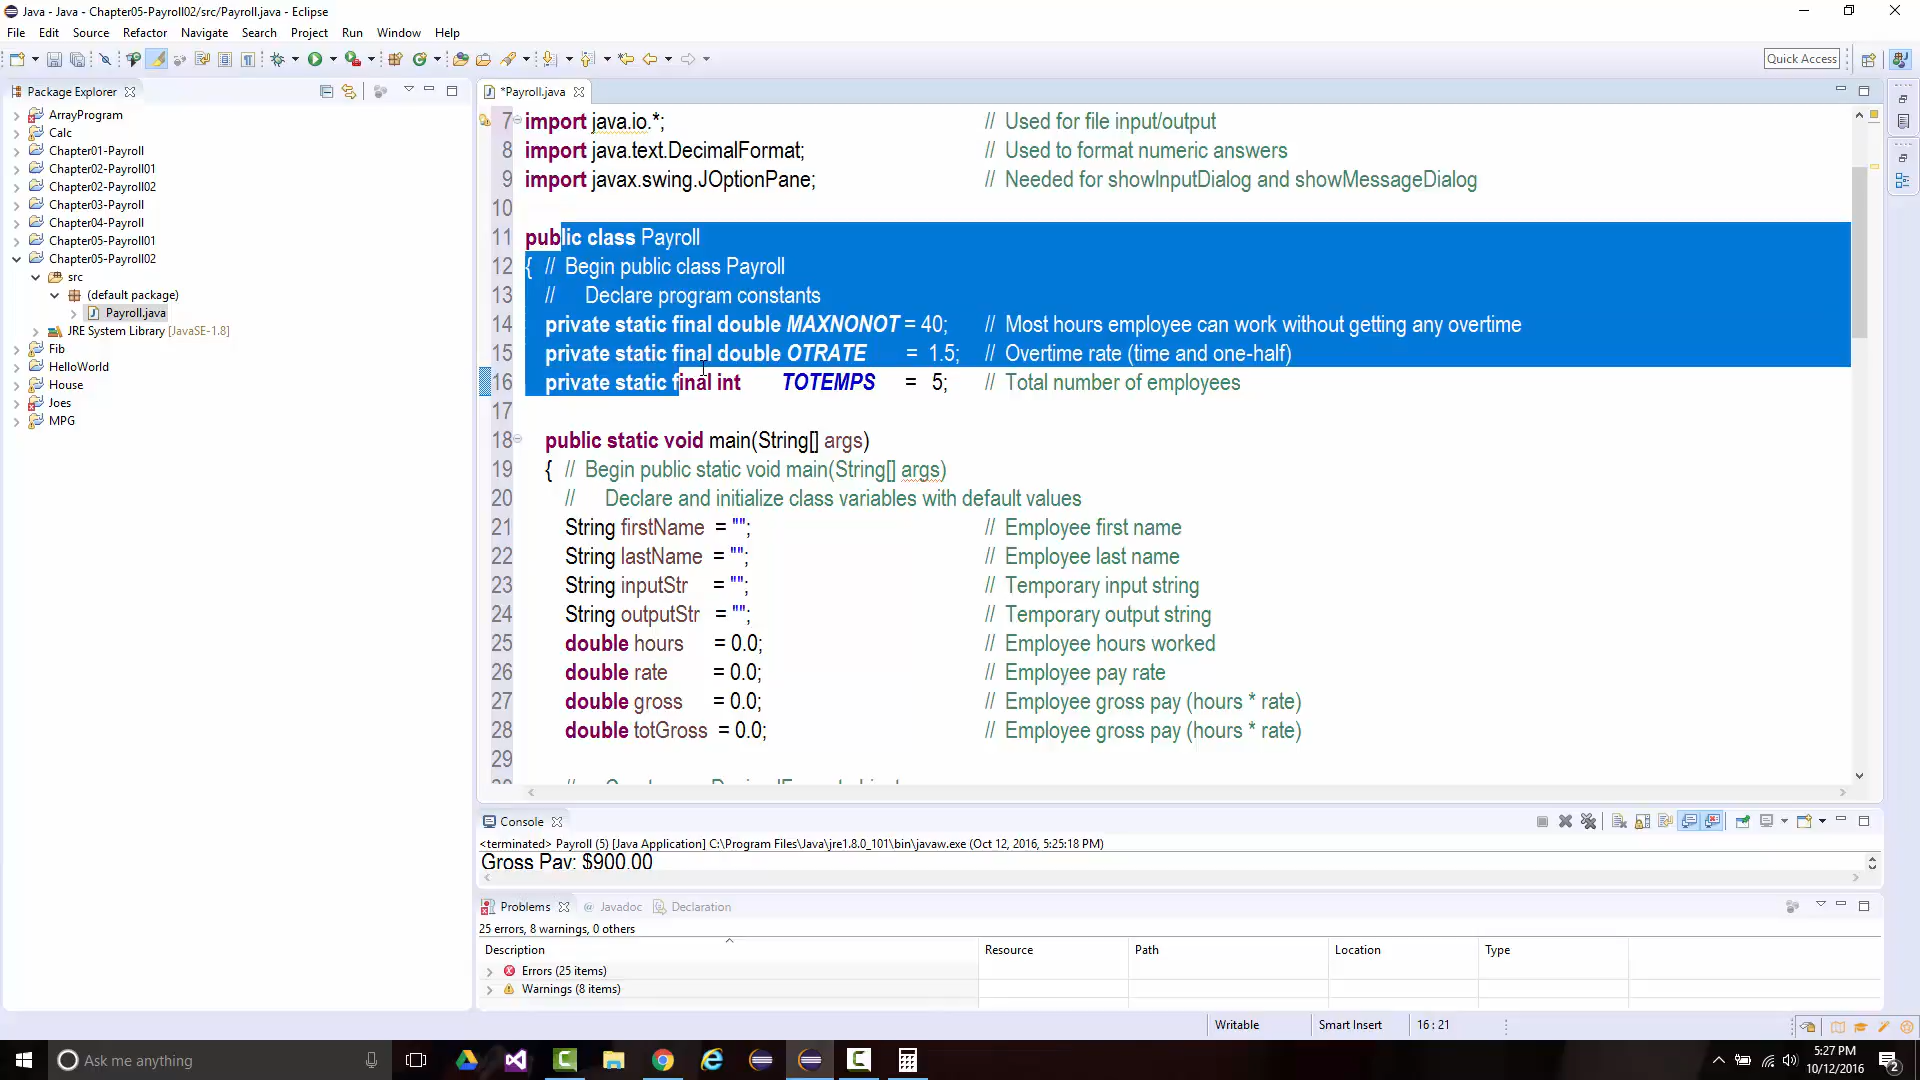 Java - Java - Chapter05-Payroll02/src/Payroll.java - Eclipse
File Edit Source Refactor Navigate Search Project Run Window Help
Quick Access
Package Explorer
ArrayProgram
Calc
Chapter01-Payroll
Chapter02-Payroll01
Chapter02-Payroll02
Chapter03-Payroll
Chapter04-Payroll
Chapter05-Payroll01
Chapter05-Payroll02
src
(default package)
Payroll.java
JRE System Library [JavaSE-1.8]
Fib
HelloWorld
House
Joes
MPG
*Payroll.java
7 import java.io.*; // Used for file input/output
8 import java.text.DecimalFormat; // Used to format numeric answers
9 import javax.swing.JOptionPane; // Needed for showInputDialog and showMessageDialog
10
11 public class Payroll
12 { // Begin public class Payroll
13 // Declare program constants
14 private static final double MAXNONOT = 40; // Most hours employee can work without getting any overtime
15 private static final double OTRATE = 1.5; // Overtime rate (time and one-half)
16 private static final int TOTEMPS = 5; // Total number of employees
17
18 public static void main(String[] args)
19 { // Begin public static void main(String[] args)
20 // Declare and initialize class variables with default values
21 String firstName = ""; // Employee first name
22 String lastName = ""; // Employee last name
23 String inputStr = ""; // Temporary input string
24 String outputStr = ""; // Temporary output string
25 double hours = 0.0; // Employee hours worked
26 double rate = 0.0; // Employee pay rate
27 double gross = 0.0; // Employee gross pay (hours * rate)
28 double totGross = 0.0; // Employee gross pay (hours * rate)
29
Console
<terminated> Payroll (5) [Java Application] C:\Program Files\Java\jre1.8.0_101\bin\javaw.exe (Oct 12, 2016, 5:25:18 PM)
Gross Pay: $900.00
Problems @ Javadoc Declaration
25 errors, 8 warnings, 0 others
Description Resource Path Location Type
Errors (25 items)
Warnings (8 items)
Writable Smart Insert 16 : 21
Ask me anything
5:27 PM
10/12/2016
2